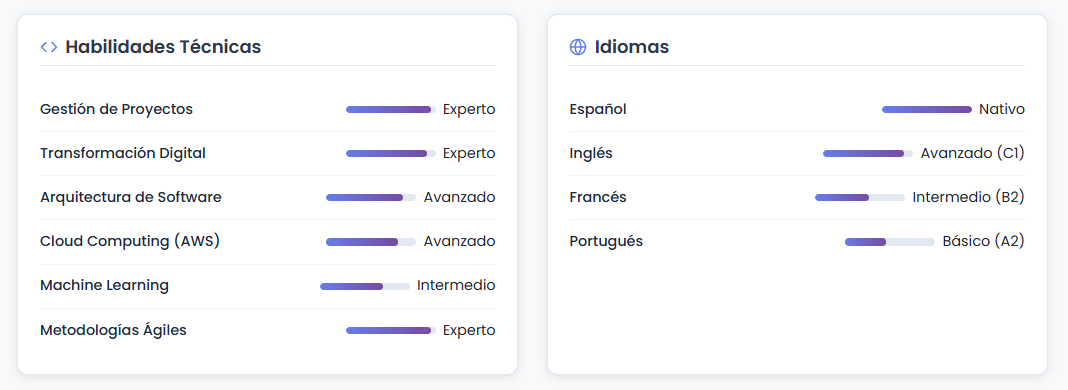 Habilidades Técnicas
Gestión de Proyectos Experto
Transformación Digital Experto
Arquitectura de Software Avanzado
Cloud Computing (AWS) Avanzado
Machine Learning Intermedio
Metodologías Ágiles Experto
Idiomas
Español Nativo
Inglés Avanzado (C1)
Francés Intermedio (B2)
Portugués Básico (A2)